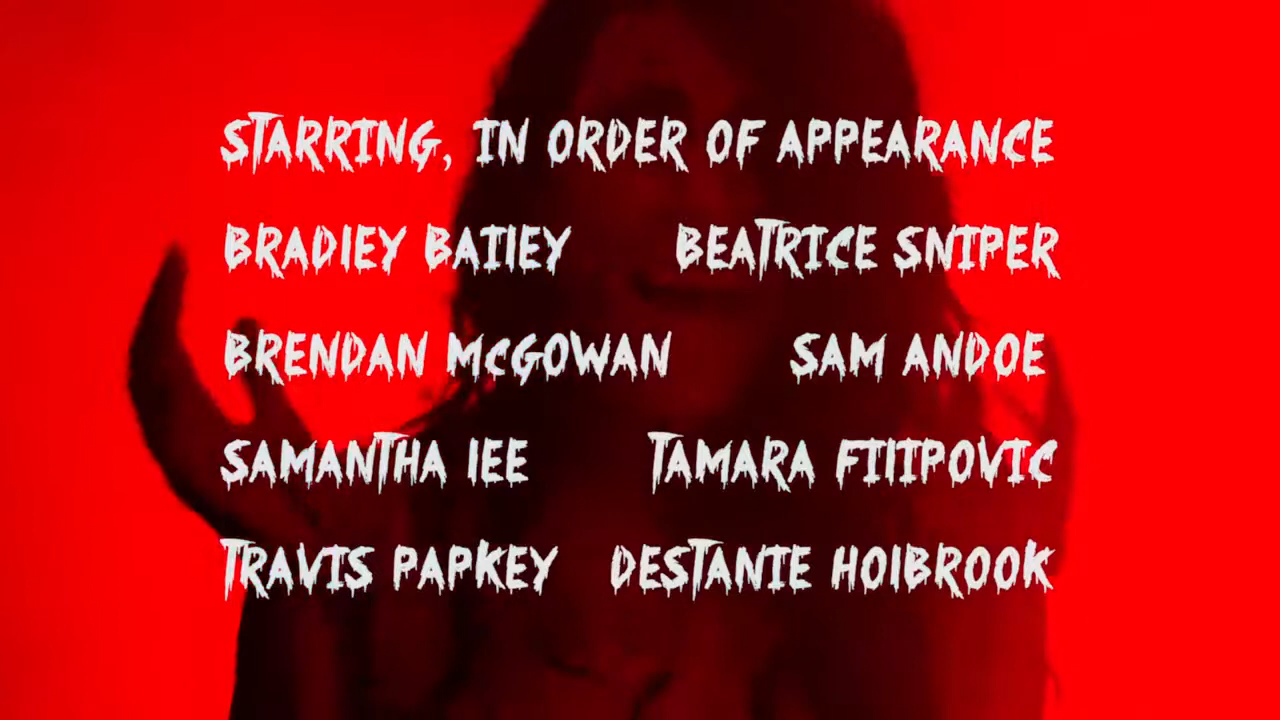 STARRING, IN ORDER OF APPEARANCE
BRADlEY BAIlEY BEATRICE SNIPER
BRENDAN MCGOWAN SAM ANDOE
SAMANTHA lEE TAMARA FIlIPOVIC
TRAVIS PAPKEY DESTANIE HOlBROOK